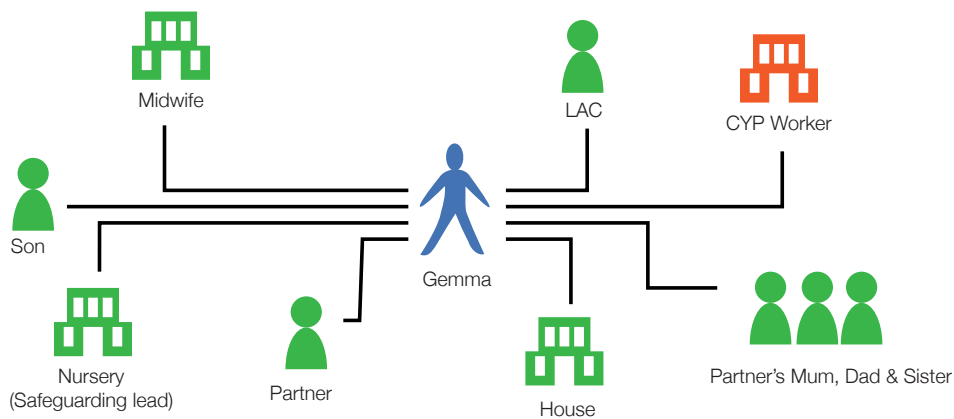 Midwife
LAC
CYP Worker
Son
Gemma
Nursery
(Safeguarding lead)
Partner
House
Partner's Mum, Dad & Sister